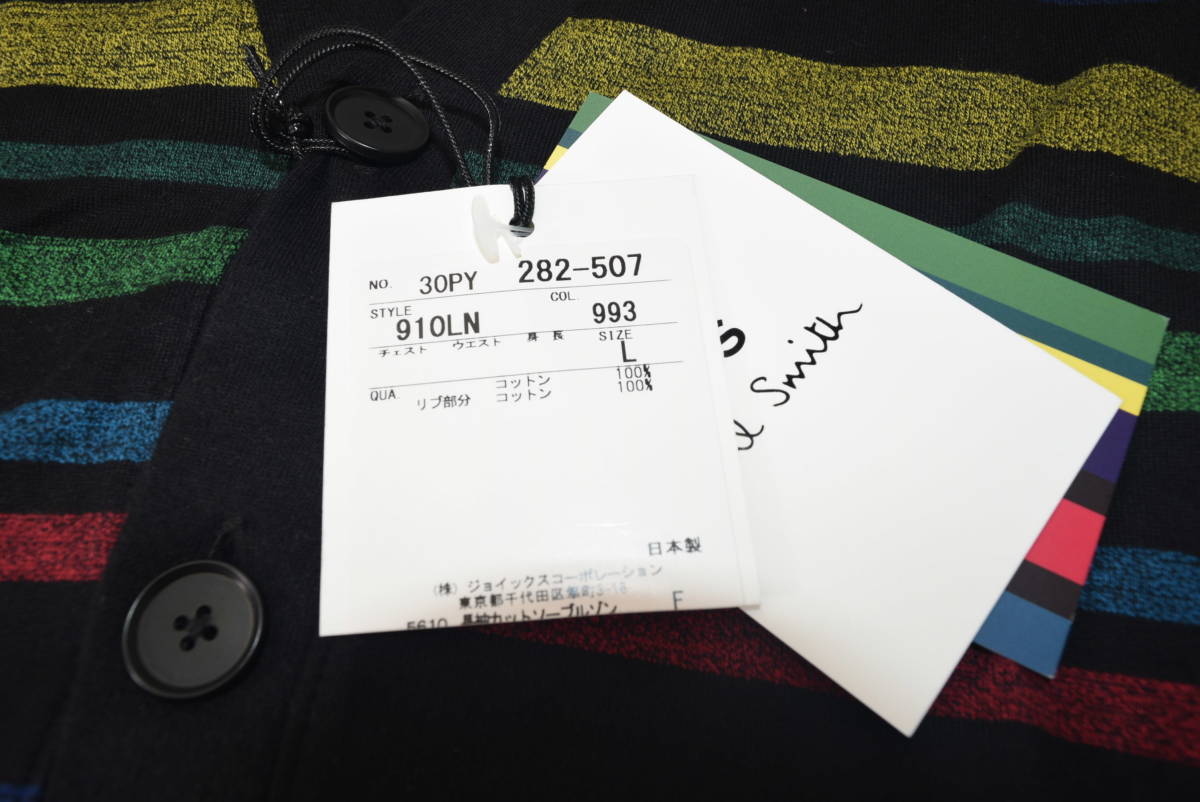 NO. 30PY 282-507
STYLE COL.
910LN 993
チェスト ウエスト 身長 SIZE
L
QUA. コットン 100%
リブ部分 コットン 100%
日本製
(株) ジョイックスコーポレーション
東京都千代田区 3-18
5610 長袖カットソーブルゾン F
Smith